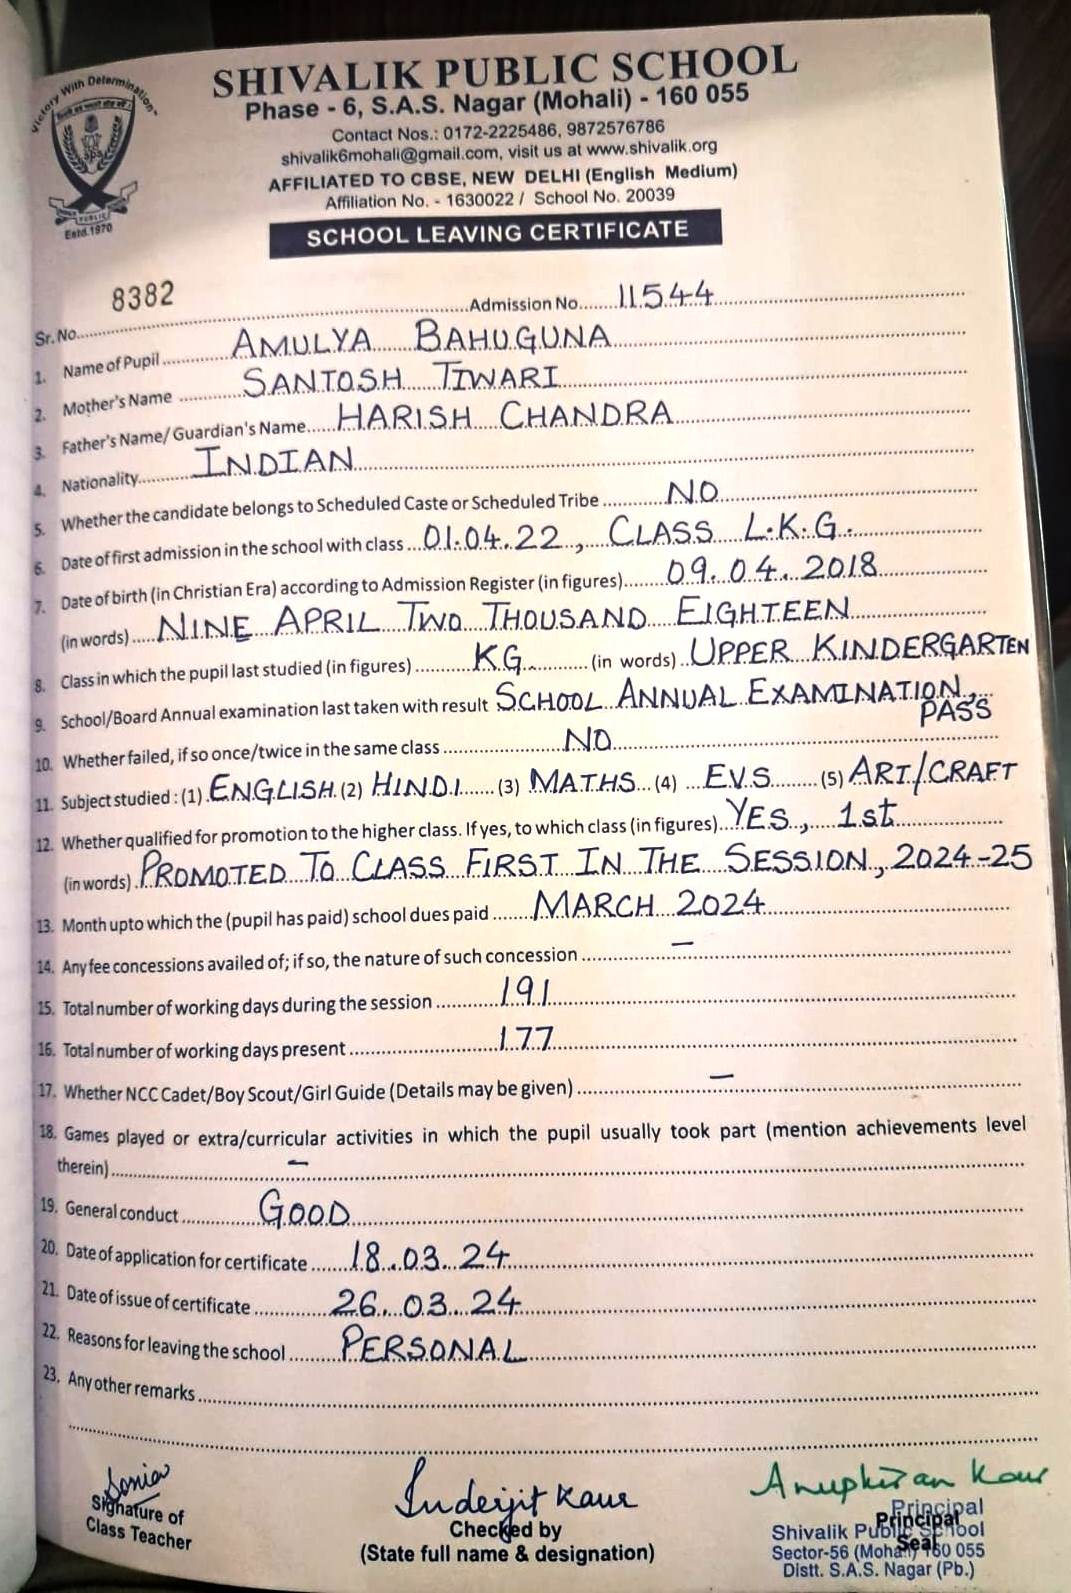 Victory With Determination
SPS
PUBLIC
Estd.1970
SHIVALIK PUBLIC SCHOOL
Phase - 6, S.A.S. Nagar (Mohali) - 160 055
Contact Nos.: 0172-2225486, 9872576786
shivalik6mohali@gmail.com, visit us at www.shivalik.org
AFFILIATED TO CBSE, NEW DELHI (English Medium)
Affiliation No. - 1630022 / School No. 20039
SCHOOL LEAVING CERTIFICATE
Sr. No. 8382 Admission No. 11544
1. Name of Pupil AMULYA BAHUGUNA
2. Mother's Name SANTOSH TIWARI
3. Father's Name/ Guardian's Name HARISH CHANDRA
4. Nationality INDIAN
5. Whether the candidate belongs to Scheduled Caste or Scheduled Tribe NO
6. Date of first admission in the school with class 01.04.22, CLASS L.K.G.
7. Date of birth (in Christian Era) according to Admission Register (in figures) 09.04.2018
(in words) NINE APRIL TWO THOUSAND EIGHTEEN
8. Class in which the pupil last studied (in figures) KG (in words) UPPER KINDERGARTEN
9. School/Board Annual examination last taken with result SCHOOL ANNUAL EXAMINATION,
PASS
10. Whether failed, if so once/twice in the same class NO
11. Subject studied : (1) ENGLISH (2) HINDI (3) MATHS (4) EVS (5) ART/CRAFT
12. Whether qualified for promotion to the higher class. If yes, to which class (in figures) YES, 1st
(in words) PROMOTED TO CLASS FIRST IN THE SESSION, 2024-25
13. Month upto which the (pupil has paid) school dues paid MARCH 2024
14. Any fee concessions availed of; if so, the nature of such concession –
15. Total number of working days during the session 191
16. Total number of working days present 177
17. Whether NCC Cadet/Boy Scout/Girl Guide (Details may be given) –
18. Games played or extra/curricular activities in which the pupil usually took part (mention achievements level
therein) –
19. General conduct GOOD
20. Date of application for certificate 18.03.24
21. Date of issue of certificate 26.03.24
22. Reasons for leaving the school PERSONAL
23. Any other remarks
Sonia
Signature of
Class Teacher
Inderjit Kaur
Checked by
(State full name & designation)
Anupkiran Kaur
Principal
Principal
Shivalik Public School
Seal
Sector-56 (Mohali) 160 055
Distt. S.A.S. Nagar (Pb.)